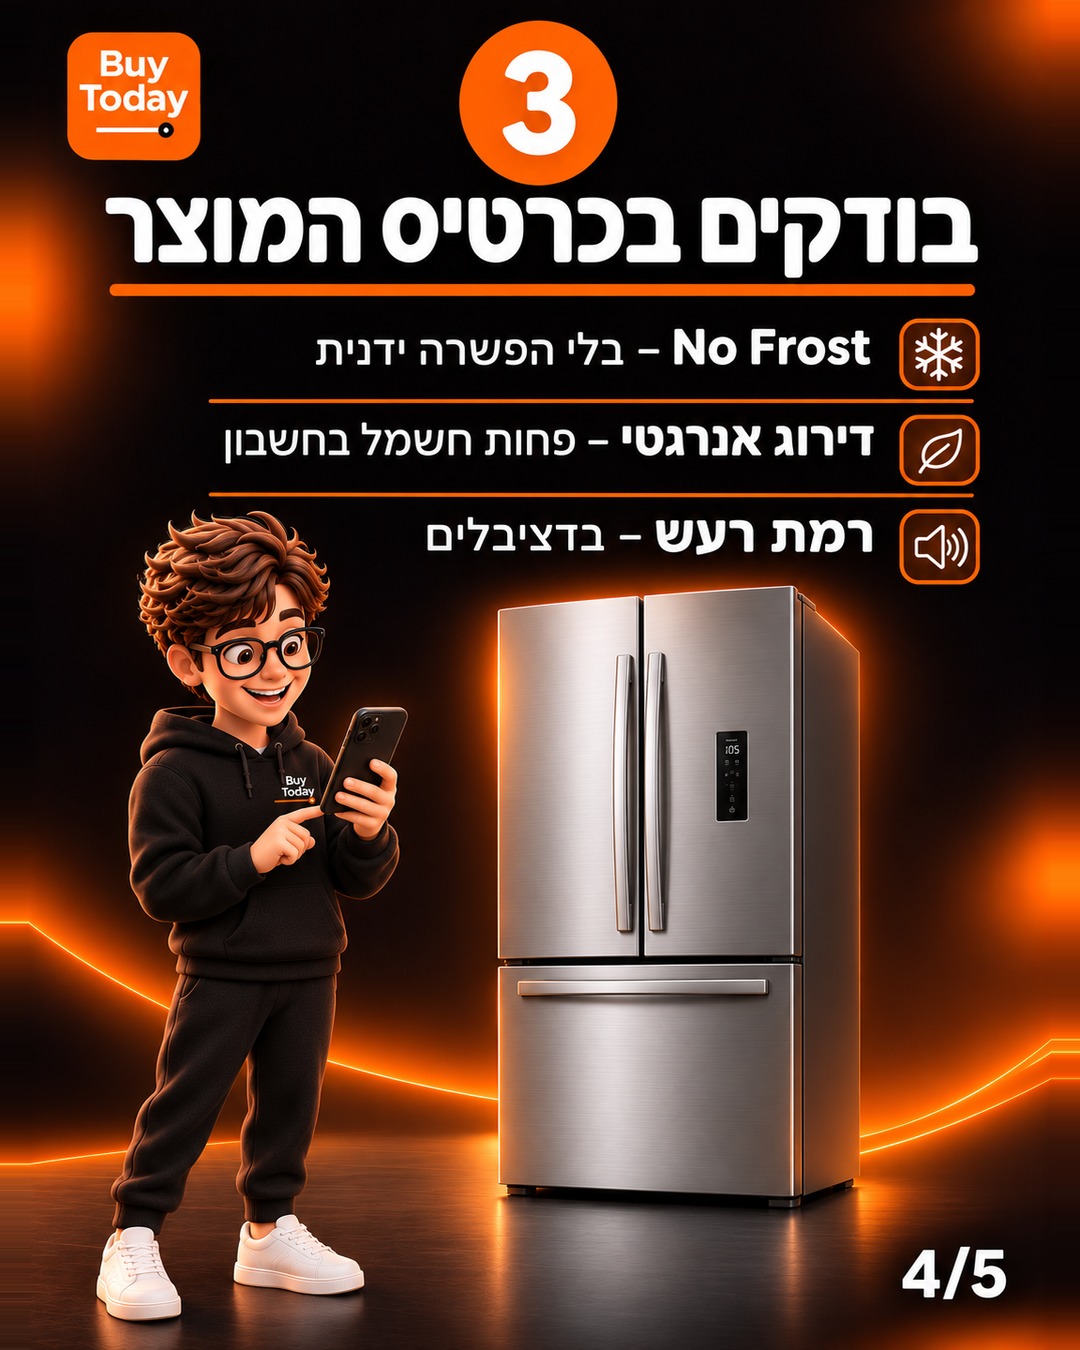 Buy
Today
3
בודקים בכרטיס המוצר
No Frost – בלי הפשרה ידנית
דירוג אנרגטי – פחות חשמל בחשבון
רמת רעש – בדציבלים
105
Buy
Today
4/5